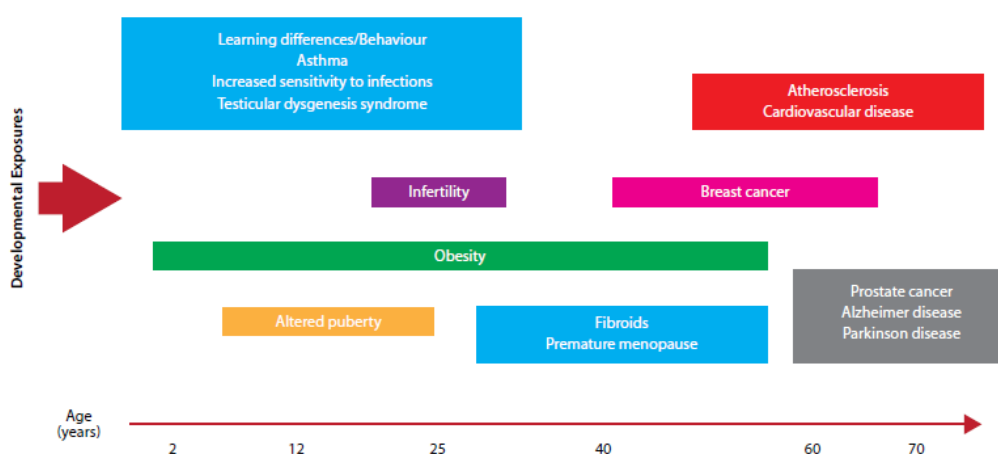 Developmental Exposures
Learning differences/Behaviour
Asthma
Increased sensitivity to infections
Testicular dysgenesis syndrome
Atherosclerosis
Cardiovascular disease
Infertility
Breast cancer
Obesity
Altered puberty
Fibroids
Premature menopause
Prostate cancer
Alzheimer disease
Parkinson disease
Age
(years)
2 12 25 40 60 70